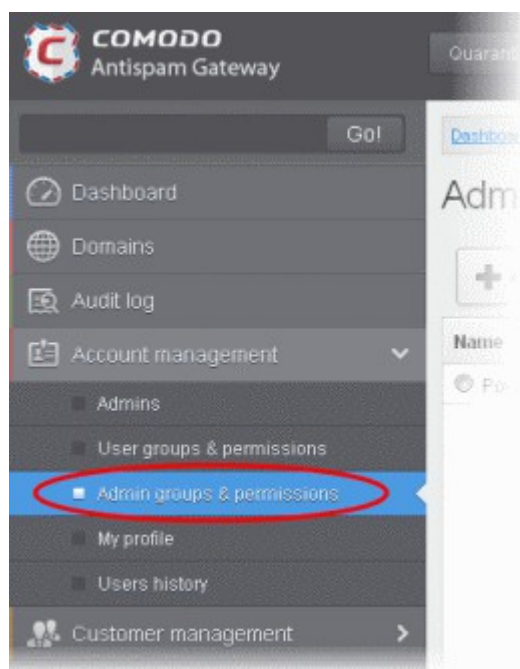 COMODO
Antispam Gateway
Go!
Dashboard
Domains
Audit log
Account management
Admins
User groups & permissions
Admin groups & permissions
My profile
Users history
Customer management
Name